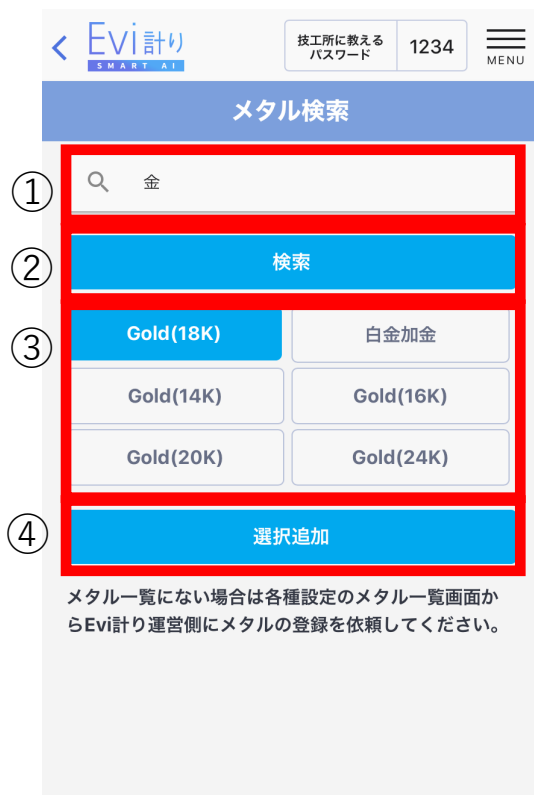 Evi計り
SMART AI
技工所に教える
パスワード
1234
MENU
メタル検索
①
金
②
検索
③
Gold(18K)
白金加金
Gold(14K)
Gold(16K)
Gold(20K)
Gold(24K)
④
選択追加
メタル一覧にない場合は各種設定のメタル一覧画面か
らEvi計り運営側にメタルの登録を依頼してください。